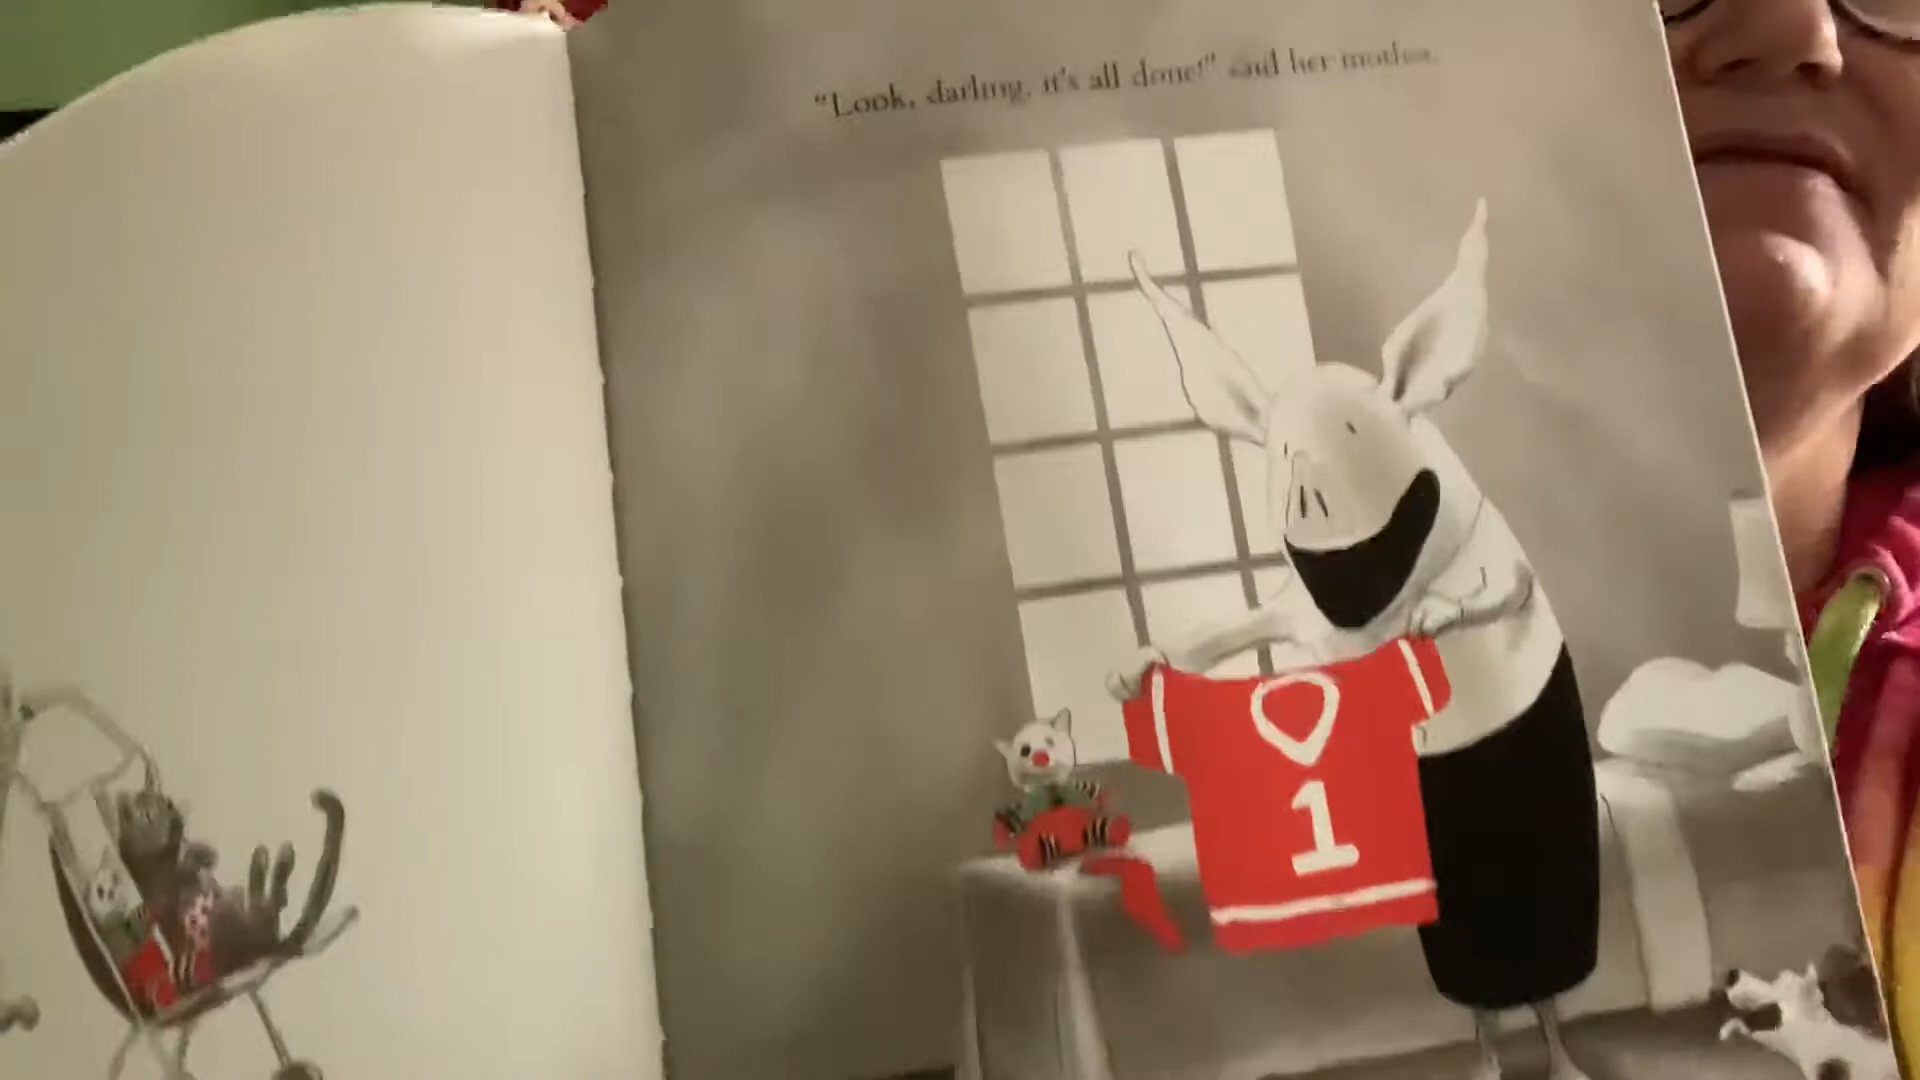 “Look, darling, it's all done!” said her mother.
1